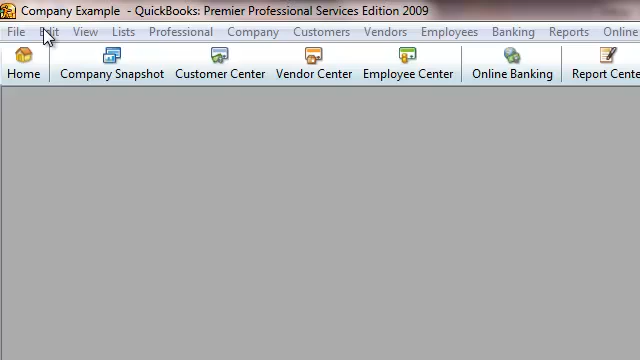 Company Example - QuickBooks: Premier Professional Services Edition 2009
File Edit View Lists Professional Company Customers Vendors Employees Banking Reports Online
Home Company Snapshot Customer Center Vendor Center Employee Center Online Banking Report Cente